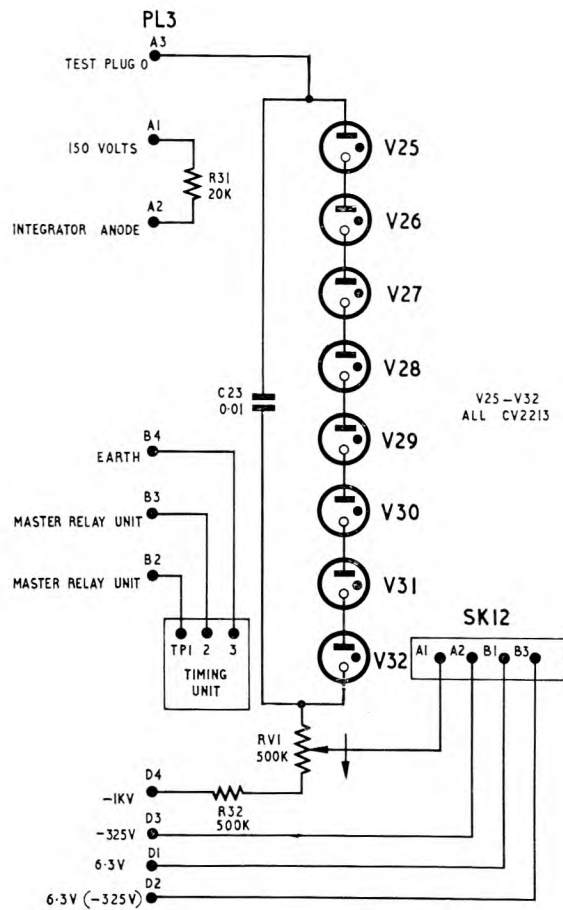 PL3
A3
TEST PLUG O
A1
150 VOLTS
R31
20K
A2
INTEGRATOR ANODE
V25
V26
V27
V28
V29
V30
V31
V32
C23
0·01
V25–V32
ALL CV2213
B4
EARTH
B3
MASTER RELAY UNIT
B2
MASTER RELAY UNIT
TP1 2 3
TIMING
UNIT
SK12
A1 A2 B1 B3
RV1
500K
D4
-1KV
R32
500K
D3
-325V
D1
6·3V
D2
6·3V (-325V)